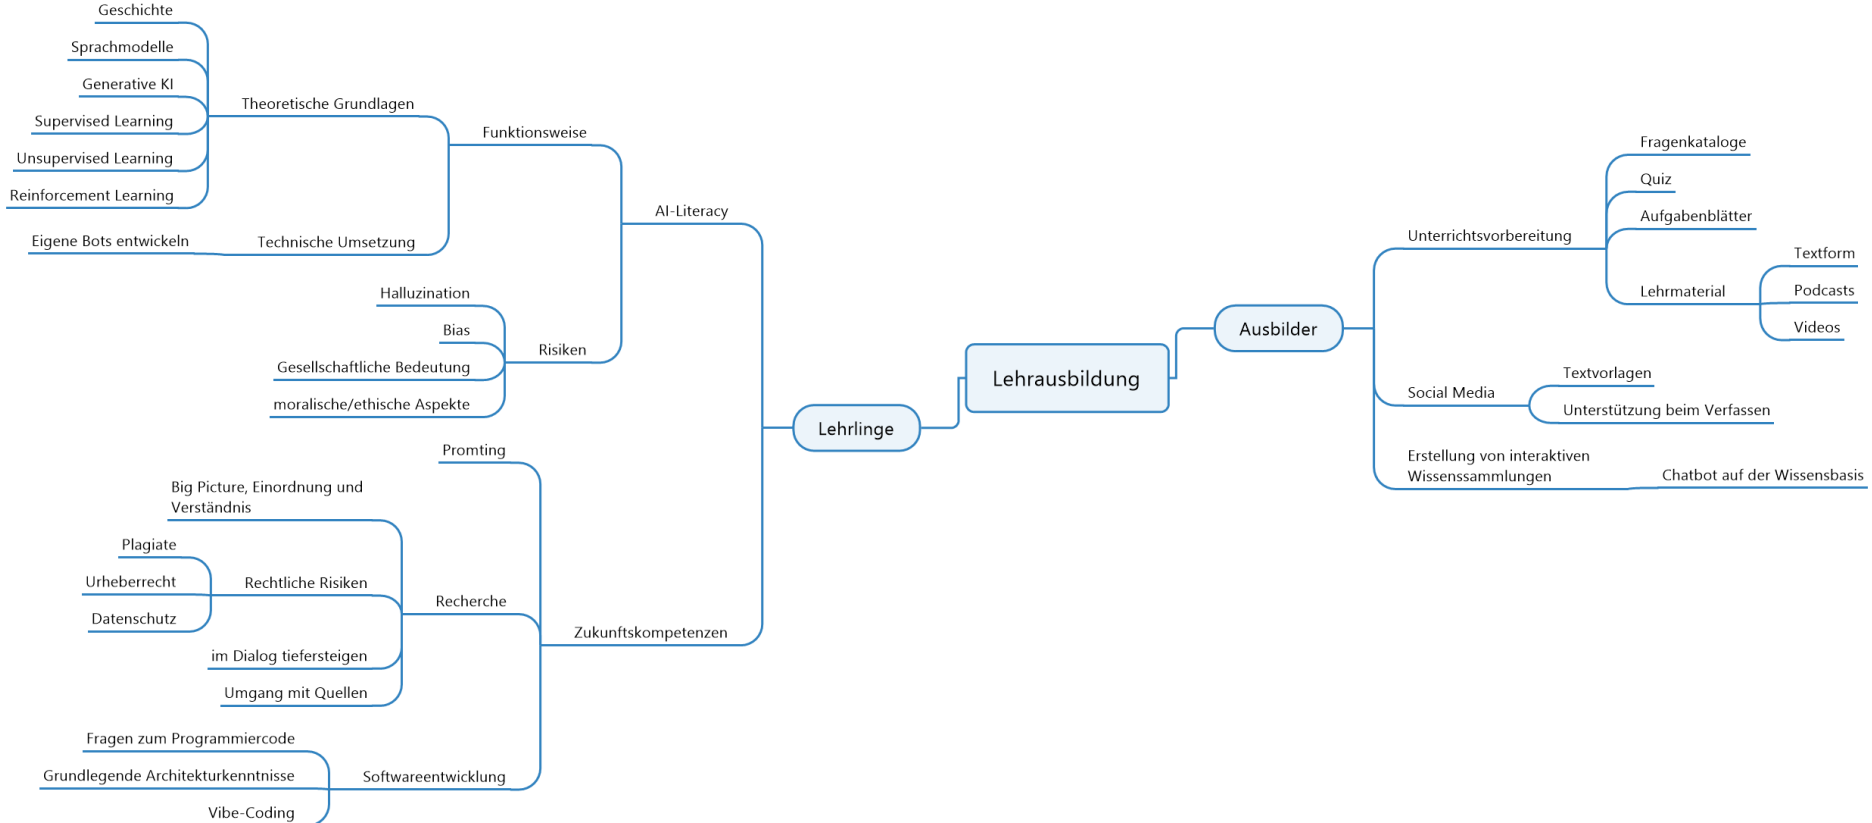 Lehrausbildung
Lehrlinge
AI-Literacy
Funktionsweise
Theoretische Grundlagen
Geschichte
Sprachmodelle
Generative KI
Supervised Learning
Unsupervised Learning
Reinforcement Learning
Technische Umsetzung
Eigene Bots entwickeln
Risiken
Halluzination
Bias
Gesellschaftliche Bedeutung
moralische/ethische Aspekte
Zukunftskompetenzen
Promting
Recherche
Big Picture, Einordnung und
Verständnis
Rechtliche Risiken
Plagiate
Urheberrecht
Datenschutz
im Dialog tiefersteigen
Umgang mit Quellen
Softwareentwicklung
Fragen zum Programmiercode
Grundlegende Architekturkenntnisse
Vibe-Coding
Ausbilder
Unterrichtsvorbereitung
Fragenkataloge
Quiz
Aufgabenblätter
Lehrmaterial
Textform
Podcasts
Videos
Social Media
Textvorlagen
Unterstützung beim Verfassen
Erstellung von interaktiven
Wissenssammlungen
Chatbot auf der Wissensbasis